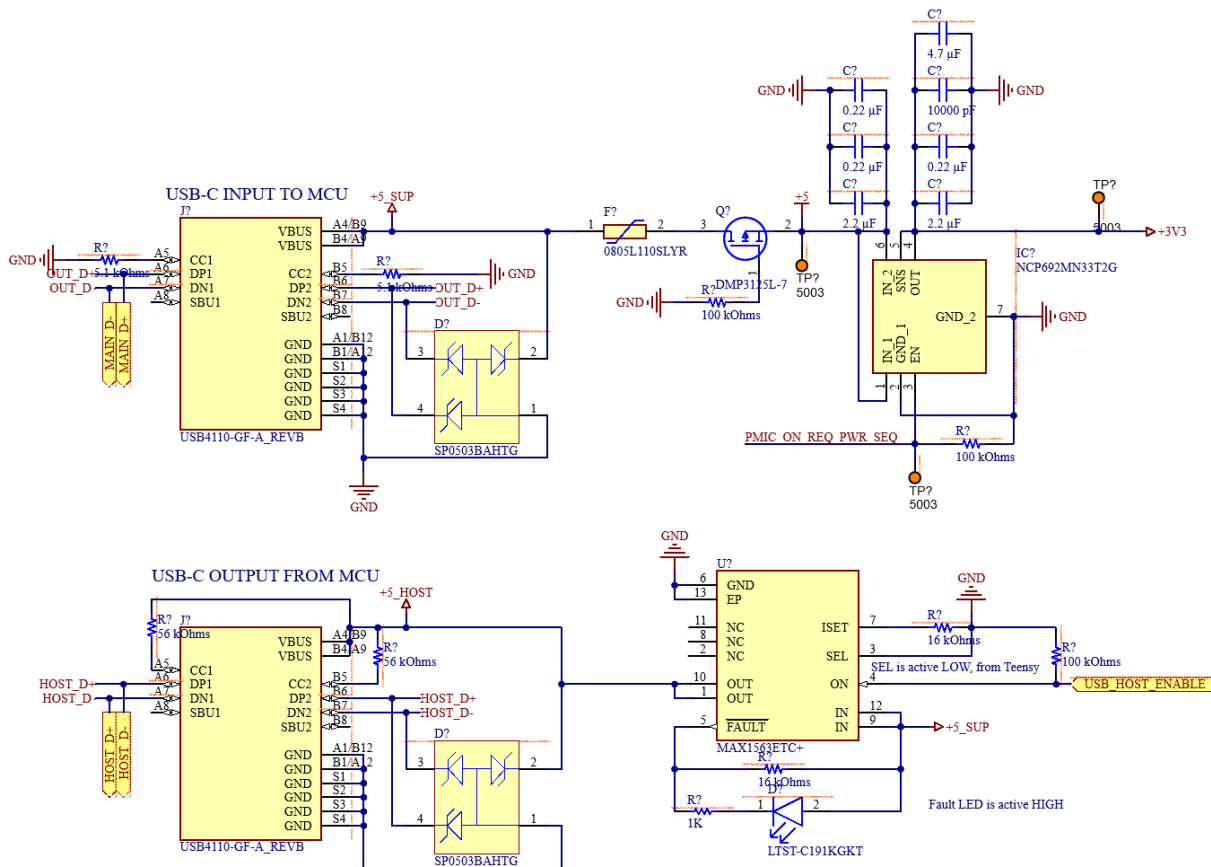 C?
4.7 µF
C?
10000 pF
GND
GND
C?
0.22 µF
C?
0.22 µF
C?
0.22 µF
C?
2.2 µF
C?
2.2 µF
USB-C INPUT TO MCU
J?
+5_SUP
VBUS
VBUS
CC1
DP1
DN1
SBU1
CC2
DP2
DN2
SBU2
GND
GND
GND
GND
GND
GND
A4/B9
B4/A9
A5
A6
A7
A8
B5
B6
B7
B8
A1/B12
B1/A12
S1
S2
S3
S4
USB4110-GF-A_REVB
GND
R?
5.1 kOhms
OUT_D+
OUT_D-
MAIN_D-
MAIN_D+
R?
5.1 kOhms
GND
OUT_D+
OUT_D-
D?
3
2
4
1
SP0503BAHTG
GND
F?
1
2
0805L110SLYR
Q?
3
2
1
DMP3125L-7
GND
R?
100 kOhms
+5
TP?
5003
TP?
5003
+3V3
IC?
NCP692MN33T2G
6
5
4
IN_2
SNS
OUT
GND_2
7
GND
IN_1
GND_1
EN
1
2
3
PMIC_ON_REQ_PWR_SEQ
R?
100 kOhms
TP?
5003
USB-C OUTPUT FROM MCU
J?
R?
56 kOhms
+5_HOST
R?
56 kOhms
VBUS
VBUS
CC1
DP1
DN1
SBU1
CC2
DP2
DN2
SBU2
GND
GND
GND
GND
GND
GND
A4/B9
B4/A9
A5
A6
A7
A8
B5
B6
B7
B8
A1/B12
B1/A12
S1
S2
S3
S4
USB4110-GF-A_REVB
HOST_D+
HOST_D-
HOST_D+
HOST_D-
HOST_D+
HOST_D-
D?
3
2
4
1
SP0503BAHTG
GND
U?
6
13
11
8
2
10
1
5
GND
EP
NC
NC
NC
OUT
OUT
FAULT
ISET
SEL
ON
IN
IN
7
3
4
12
9
MAX1563ETC+
GND
R?
16 kOhms
SEL is active LOW, from Teensy
R?
100 kOhms
USB_HOST_ENABLE
+5_SUP
R?
16 kOhms
R?
1K
D?
1
2
LTST-C191KGKT
Fault LED is active HIGH